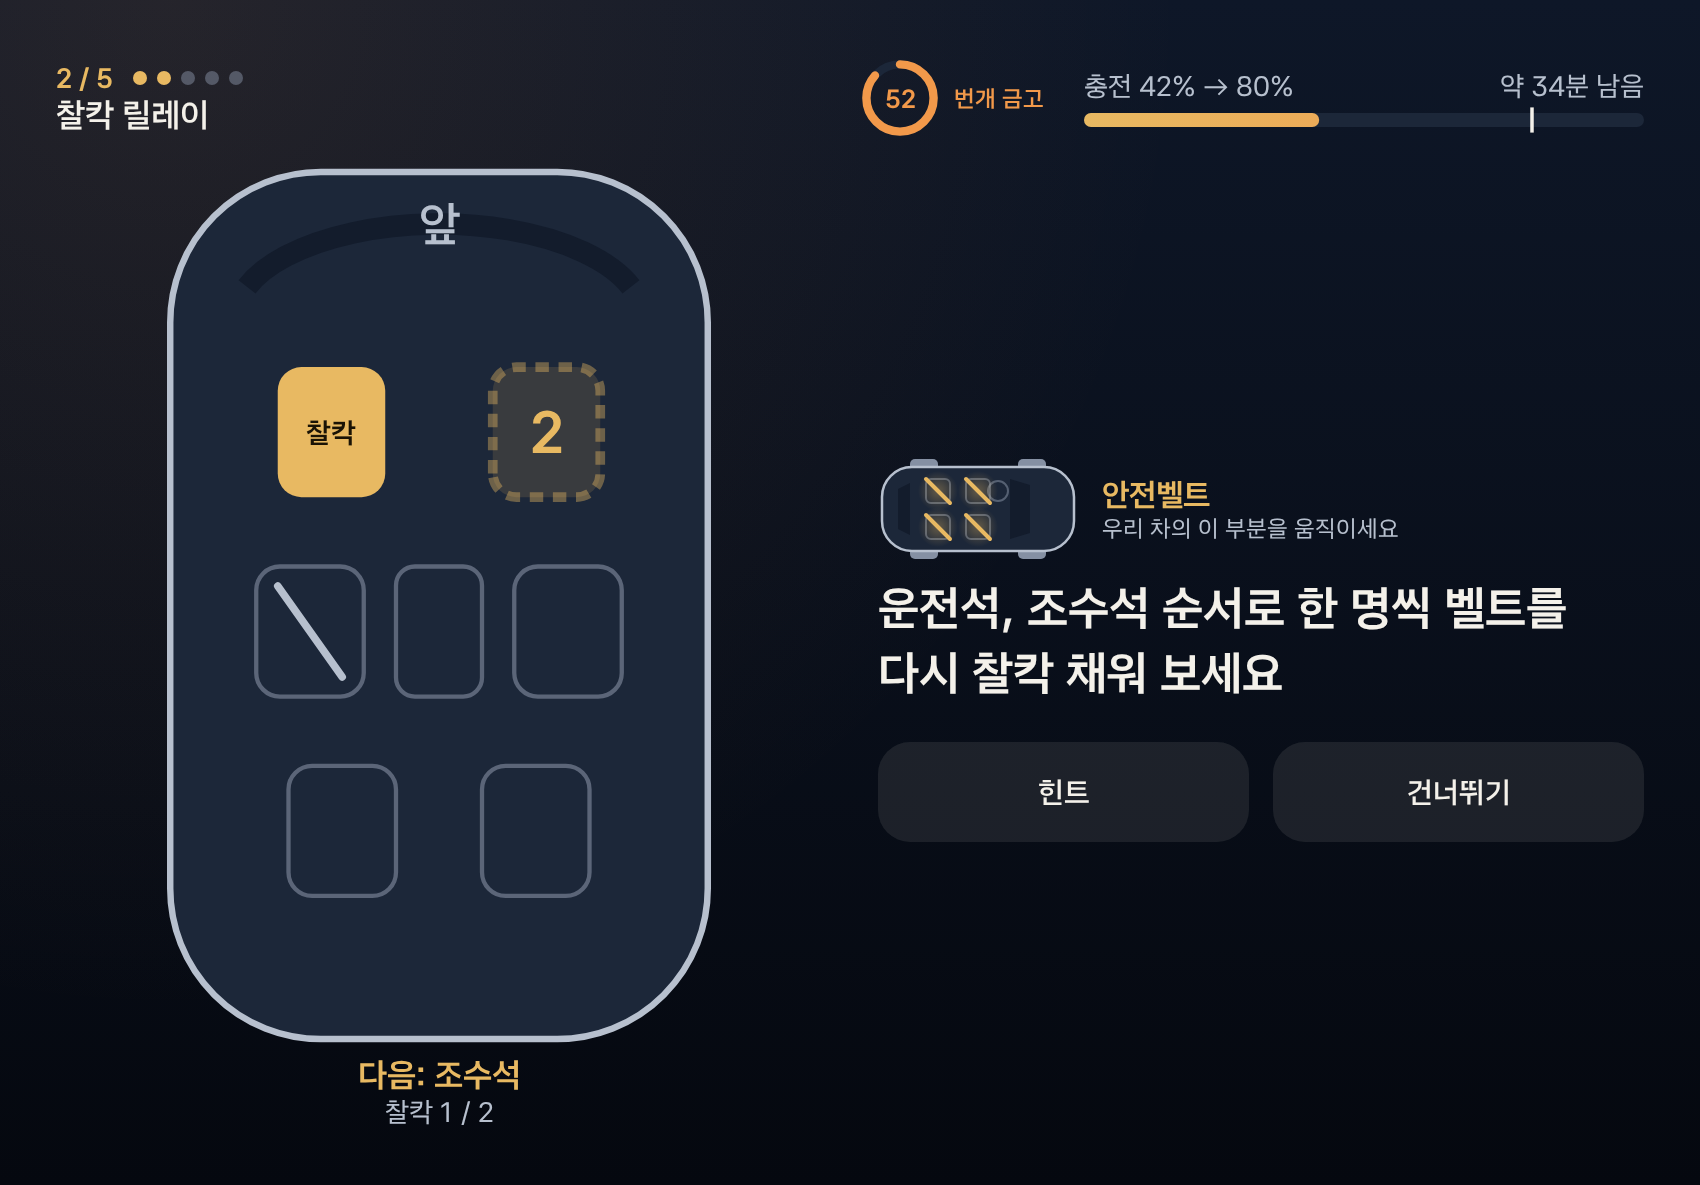 2 / 5
찰칵 릴레이
52
번개 금고
충전 42% → 80%
약 34분 남음
앞
찰칵
2
안전벨트
우리 차의 이 부분을 움직이세요
운전석, 조수석 순서로 한 명씩 벨트를
다시 찰칵 채워 보세요
힌트
건너뛰기
다음: 조수석
찰칵 1 / 2